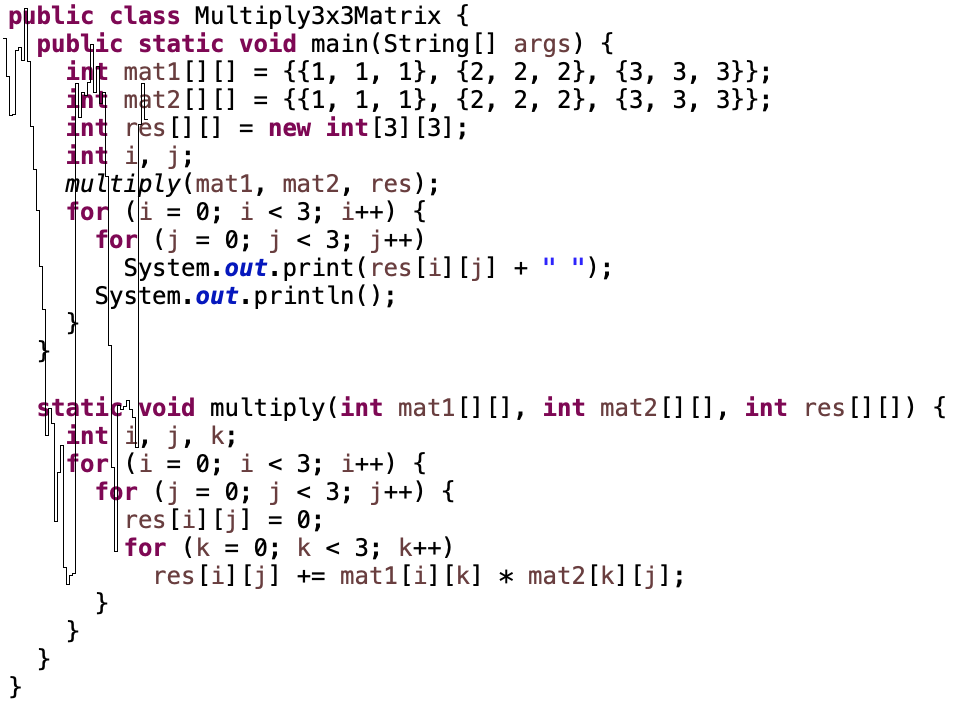 public class Multiply3x3Matrix {
public static void main(String[] args) {
int mat1[][] = {{1, 1, 1}, {2, 2, 2}, {3, 3, 3}};
int mat2[][] = {{1, 1, 1}, {2, 2, 2}, {3, 3, 3}};
int res[][] = new int[3][3];
int i, j;
multiply(mat1, mat2, res);
for (i = 0; i < 3; i++) {
for (j = 0; j < 3; j++)
System.out.print(res[i][j] + " ");
System.out.println();
}
}
static void multiply(int mat1[][], int mat2[][], int res[][]) {
int i, j, k;
for (i = 0; i < 3; i++) {
for (j = 0; j < 3; j++) {
res[i][j] = 0;
for (k = 0; k < 3; k++)
res[i][j] += mat1[i][k] * mat2[k][j];
}
}
}
}